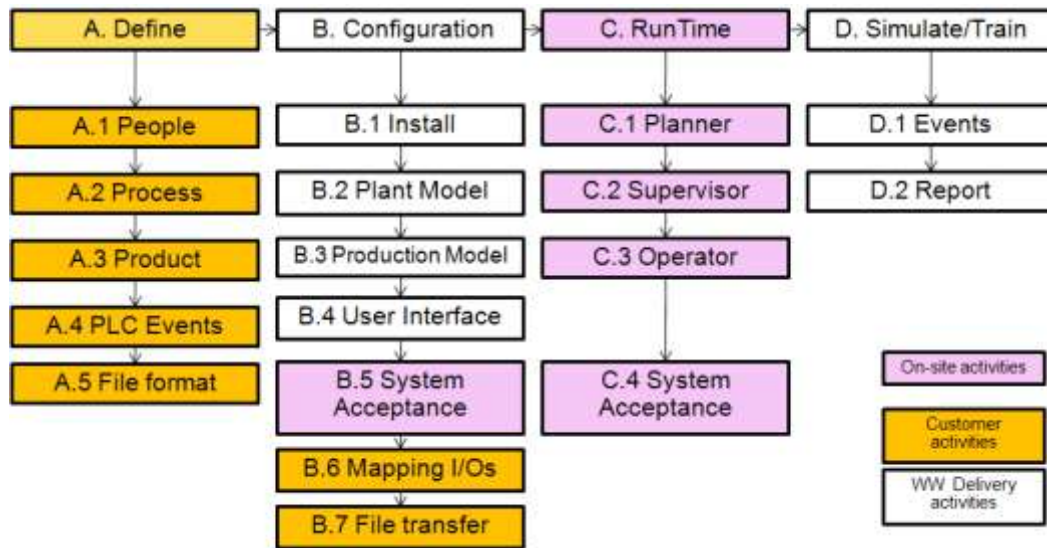 A. Define
B. Configuration
C. RunTime
D. Simulate/Train
A.1 People
B.1 Install
C.1 Planner
D.1 Events
A.2 Process
B.2 Plant Model
C.2 Supervisor
D.2 Report
A.3 Product
B.3 Production Model
C.3 Operator
A.4 PLC Events
B.4 User Interface
A.5 File format
B.5 System
Acceptance
C.4 System
Acceptance
B.6 Mapping I/Os
B.7 File transfer
On-site activities
Customer
activities
WW Delivery
activities